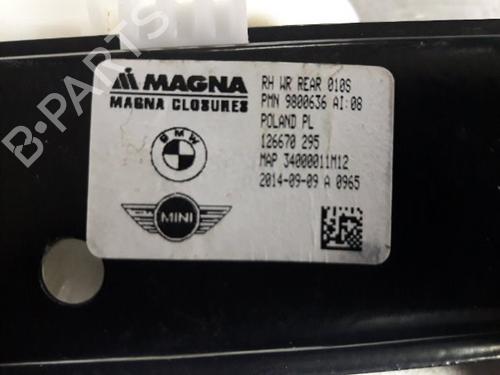 MAGNA
MAGNA CLOSURES
BMW
MINI
RH WR REAR 010S
PMN 9800636 AI:08
POLAND PL
126670 295
MAP 34000011M12
2014-09-09 A 0965